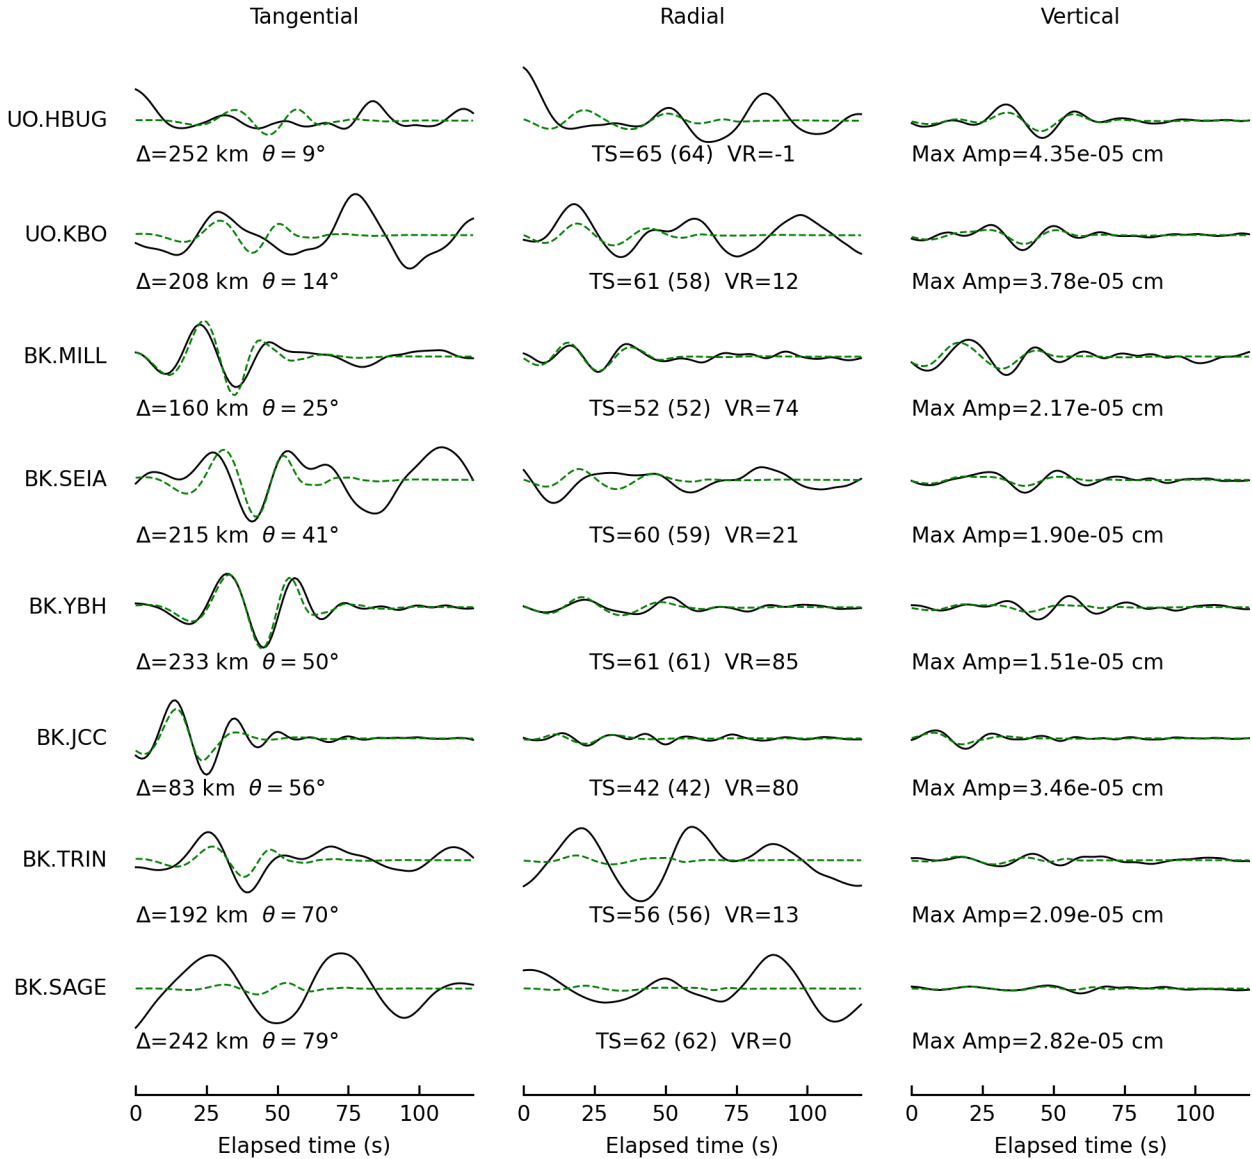 Tangential Radial Vertical
UO.HBUG
Δ=252 km θ = 9° TS=65 (64) VR=-1 Max Amp=4.35e-05 cm
UO.KBO
Δ=208 km θ = 14° TS=61 (58) VR=12 Max Amp=3.78e-05 cm
BK.MILL
Δ=160 km θ = 25° TS=52 (52) VR=74 Max Amp=2.17e-05 cm
BK.SEIA
Δ=215 km θ = 41° TS=60 (59) VR=21 Max Amp=1.90e-05 cm
BK.YBH
Δ=233 km θ = 50° TS=61 (61) VR=85 Max Amp=1.51e-05 cm
BK.JCC
Δ=83 km θ = 56° TS=42 (42) VR=80 Max Amp=3.46e-05 cm
BK.TRIN
Δ=192 km θ = 70° TS=56 (56) VR=13 Max Amp=2.09e-05 cm
BK.SAGE
Δ=242 km θ = 79° TS=62 (62) VR=0 Max Amp=2.82e-05 cm
0 25 50 75 100 0 25 50 75 100 0 25 50 75 100
Elapsed time (s) Elapsed time (s) Elapsed time (s)